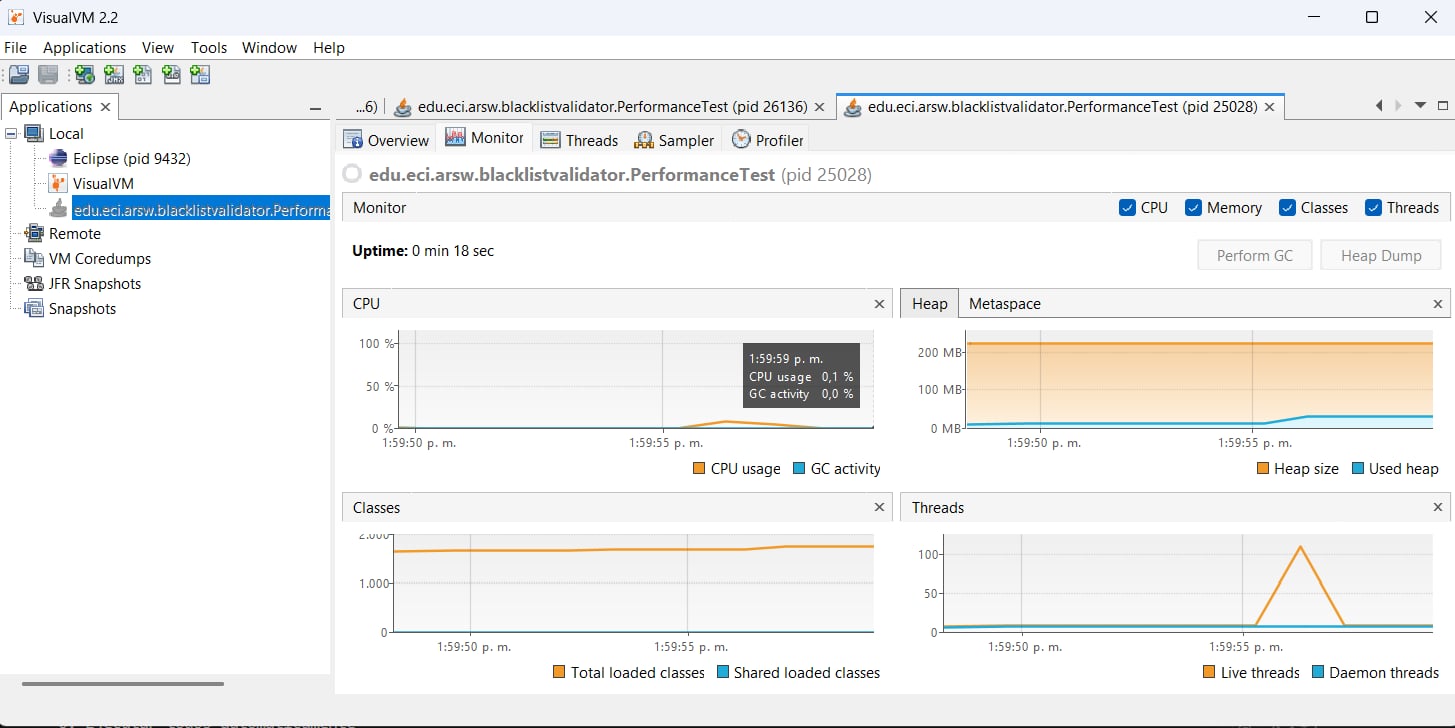 VisualVM 2.2
File Applications View Tools Window Help
Applications
...6) edu.eci.arsw.blacklistvalidator.PerformanceTest (pid 26136) edu.eci.arsw.blacklistvalidator.PerformanceTest (pid 25028)
Local
Eclipse (pid 9432)
VisualVM
edu.eci.arsw.blacklistvalidator.Performa
Remote
VM Coredumps
JFR Snapshots
Snapshots
Overview Monitor Threads Sampler Profiler
edu.eci.arsw.blacklistvalidator.PerformanceTest (pid 25028)
Monitor CPU Memory Classes Threads
Uptime: 0 min 18 sec
Perform GC Heap Dump
CPU
100 %
50 %
0 %
1:59:50 p. m. 1:59:55 p. m.
1:59:59 p. m.
CPU usage 0,1 %
GC activity 0,0 %
CPU usage GC activity
Heap Metaspace
200 MB
100 MB
0 MB
1:59:50 p. m. 1:59:55 p. m.
Heap size Used heap
Classes
2.000
1.000
0
1:59:50 p. m. 1:59:55 p. m.
Total loaded classes Shared loaded classes
Threads
100
50
0
1:59:50 p. m. 1:59:55 p. m.
Live threads Daemon threads